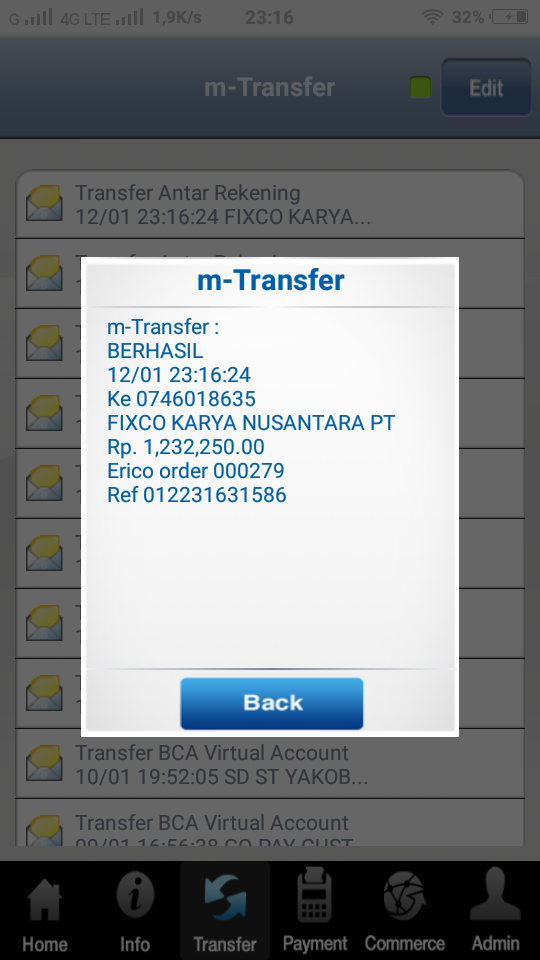 G 4G LTE 1,9K/s 23:16 32%
m-Transfer
Edit
Transfer Antar Rekening
12/01 23:16:24 FIXCO KARYA...
m-Transfer
m-Transfer :
BERHASIL
12/01 23:16:24
Ke 0746018635
FIXCO KARYA NUSANTARA PT
Rp. 1,232,250.00
Erico order 000279
Ref 012231631586
Back
Transfer BCA Virtual Account
10/01 19:52:05 SD ST YAKOB...
Transfer BCA Virtual Account
Home Info Transfer Payment Commerce Admin